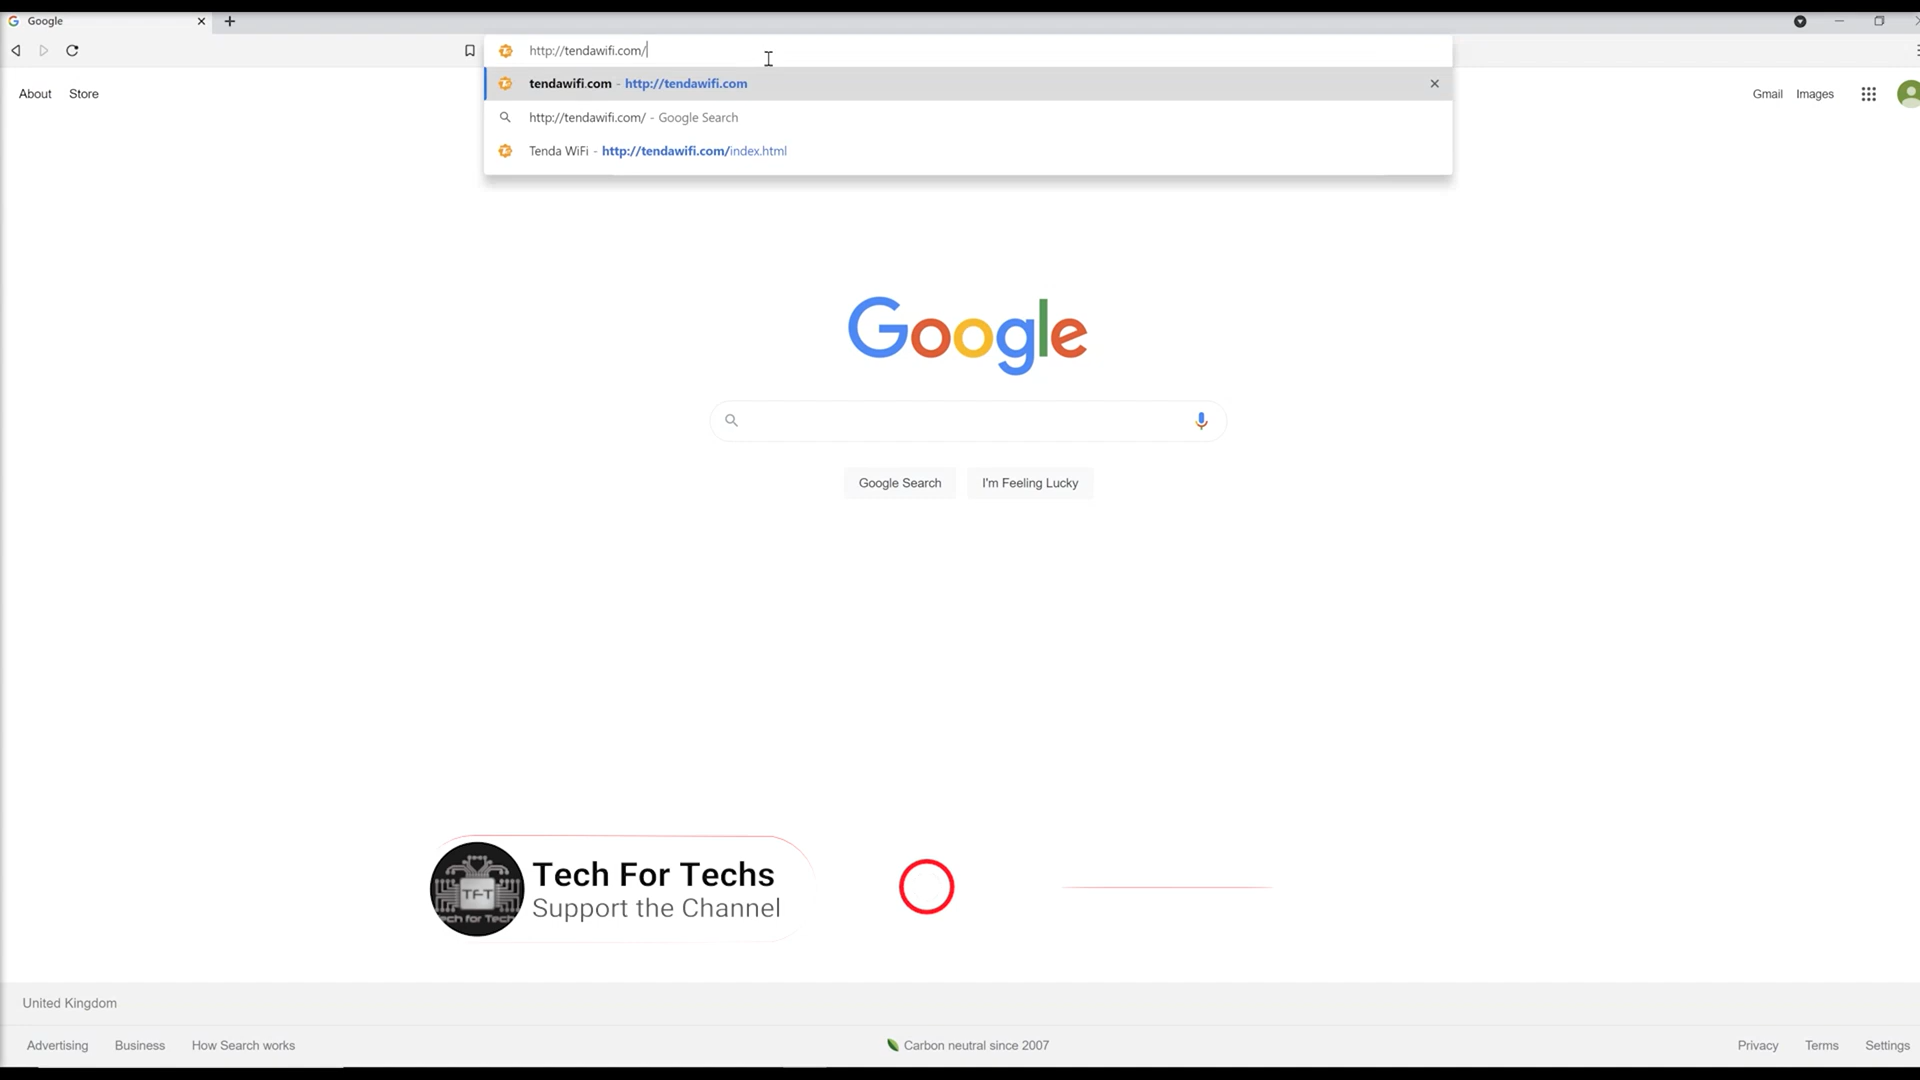 Google
http://tendawifi.com/
tendawifi.com - http://tendawifi.com
http://tendawifi.com/ - Google Search
Tenda WiFi - http://tendawifi.com/index.html
About Store
Gmail Images
Google
Google Search I'm Feeling Lucky
TFT
Tech For Techs
Support the Channel
United Kingdom
Advertising Business How Search works
Carbon neutral since 2007
Privacy Terms Settings